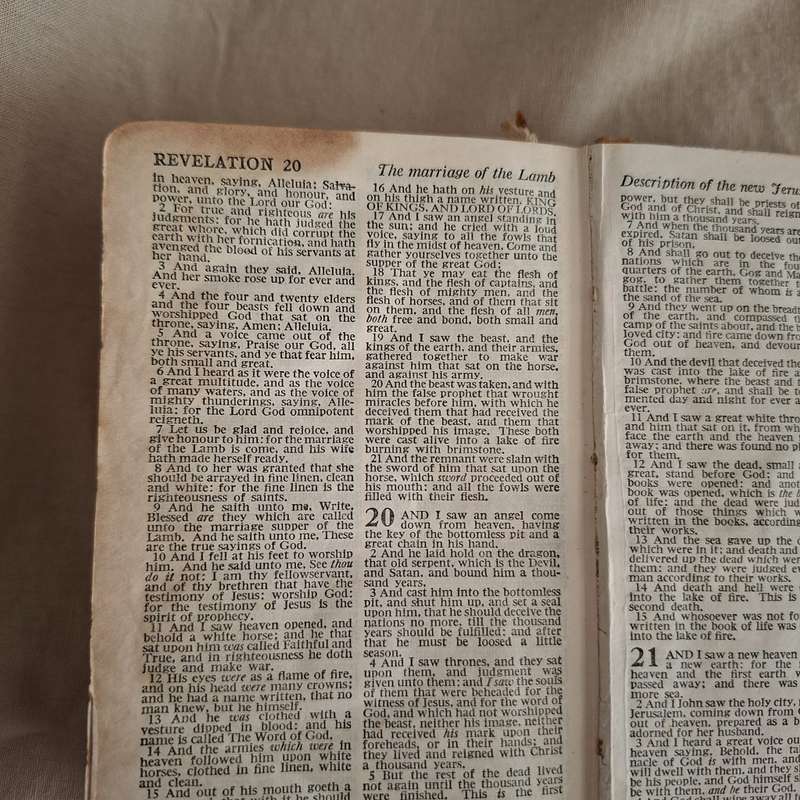 REVELATION 20
in heaven, saying, Alleluia; Salva-
tion, and glory, and honour, and
power, unto the Lord our God:
2 For true and righteous are his
judgments: for he hath judged the
great whore, which did corrupt the
earth with her fornication, and hath
avenged the blood of his servants at
her hand.
3 And again they said, Alleluia,
And her smoke rose up for ever and
ever.
4 And the four and twenty elders
and the four beasts fell down and
worshipped God that sat on the
throne, saying, Amen; Alleluia.
5 And a voice came out of the
throne, saying, Praise our God, all
ye his servants, and ye that fear him,
both small and great.
6 And I heard as it were the voice of
a great multitude, and as the voice
of many waters, and as the voice of
mighty thunderings, saying, Alle-
luia: for the Lord God omnipotent
reigneth.
7 Let us be glad and rejoice, and
give honour to him: for the marriage
of the Lamb is come, and his wife
hath made herself ready.
8 And to her was granted that she
should be arrayed in fine linen, clean
and white: for the fine linen is the
righteousness of saints.
9 And he saith unto me, Write,
Blessed are they which are called
unto the marriage supper of the
Lamb. And he saith unto me, These
are the true sayings of God.
10 And I fell at his feet to worship
him. And he said unto me, See thou
do it not: I am thy fellowservant,
and of thy brethren that have the
testimony of Jesus: worship God:
for the testimony of Jesus is the
spirit of prophecy.
11 And I saw heaven opened, and
behold a white horse; and he that
sat upon him was called Faithful and
True, and in righteousness he doth
judge and make war.
12 His eyes were as a flame of fire,
and on his head were many crowns;
and he had a name written, that no
man knew, but he himself.
13 And he was clothed with a
vesture dipped in blood: and his
name is called The Word of God.
14 And the armies which were in
heaven followed him upon white
horses, clothed in fine linen, white
and clean.
15 And out of his mouth goeth a
that with it he should
The marriage of the Lamb
16 And he hath on his vesture and
on his thigh a name written, KING
OF KINGS, AND LORD OF LORDS.
17 And I saw an angel standing in
the sun; and he cried with a loud
voice, saying to all the fowls that
fly in the midst of heaven, Come and
gather yourselves together unto the
supper of the great God;
18 That ye may eat the flesh of
kings, and the flesh of captains, and
the flesh of mighty men, and the
flesh of horses, and of them that sit
on them, and the flesh of all men,
both free and bond, both small and
great.
19 And I saw the beast, and the
kings of the earth, and their armies,
gathered together to make war
against him that sat on the horse,
and against his army.
20 And the beast was taken, and with
him the false prophet that wrought
miracles before him, with which he
deceived them that had received the
mark of the beast, and them that
worshipped his image. These both
were cast alive into a lake of fire
burning with brimstone.
21 And the remnant were slain with
the sword of him that sat upon the
horse, which sword proceeded out of
his mouth: and all the fowls were
filled with their flesh.
20 AND I saw an angel come
down from heaven, having
the key of the bottomless pit and a
great chain in his hand.
2 And he laid hold on the dragon,
that old serpent, which is the Devil,
and Satan, and bound him a thou-
sand years.
3 And cast him into the bottomless
pit, and shut him up, and set a seal
upon him, that he should deceive the
nations no more, till the thousand
years should be fulfilled: and after
that he must be loosed a little
season.
4 And I saw thrones, and they sat
upon them, and judgment was
given unto them: and I saw the souls
of them that were beheaded for the
witness of Jesus, and for the word of
God, and which had not worshipped
the beast, neither his image, neither
had received his mark upon their
foreheads, or in their hands; and
they lived and reigned with Christ
a thousand years.
5 But the rest of the dead lived
not again until the thousand years
were finished. This is the first
Description of the new
power, but they shall be priests of
God and of Christ, and shall reign
with him a thousand years.
7 And when the thousand years are
expired, Satan shall be loosed out
of his prison.
8 And shall go out to deceive the
nations which are in the four
quarters of the earth, Gog and Ma-
gog, to gather them together to
battle: the number of whom is as
the sand of the sea.
9 And they went up on the
of the earth, and compassed
camp of the saints about, and the
loved city: and fire came down from
God out of heaven, and devoured
them.
10 And the devil that deceived them
was cast into the lake of fire
brimstone, where the beast and
false prophet are, and shall be
mented day and night for ever
ever.
11 And I saw a great white
and him that sat on it, from
face the earth and the heaven
away; and there was found no
for them.
12 And I saw the dead, small
great, stand before God; and
books were opened: and
book was opened, which is the
of life: and the dead were
out of those things which
written in the books, according
their works.
13 And the sea gave up the
which were in it; and death and
delivered up the dead which were
them: and they were judged
man according to their works.
14 And death and hell were
into the lake of fire. This is
second death.
15 And whosoever was not
written in the book of life was
into the lake of fire.
21 AND I saw a new heaven
a new earth: for the
heaven and the first earth
passed away; and there was
more sea.
2 And I John saw the holy city,
Jerusalem, coming down from
out of heaven, prepared as a
adorned for her husband.
3 And I heard a great voice out
heaven saying, Behold, the
nacle of God is with men, and
will dwell with them, and they
be his people, and God himself
be with them, and be their God.
away all